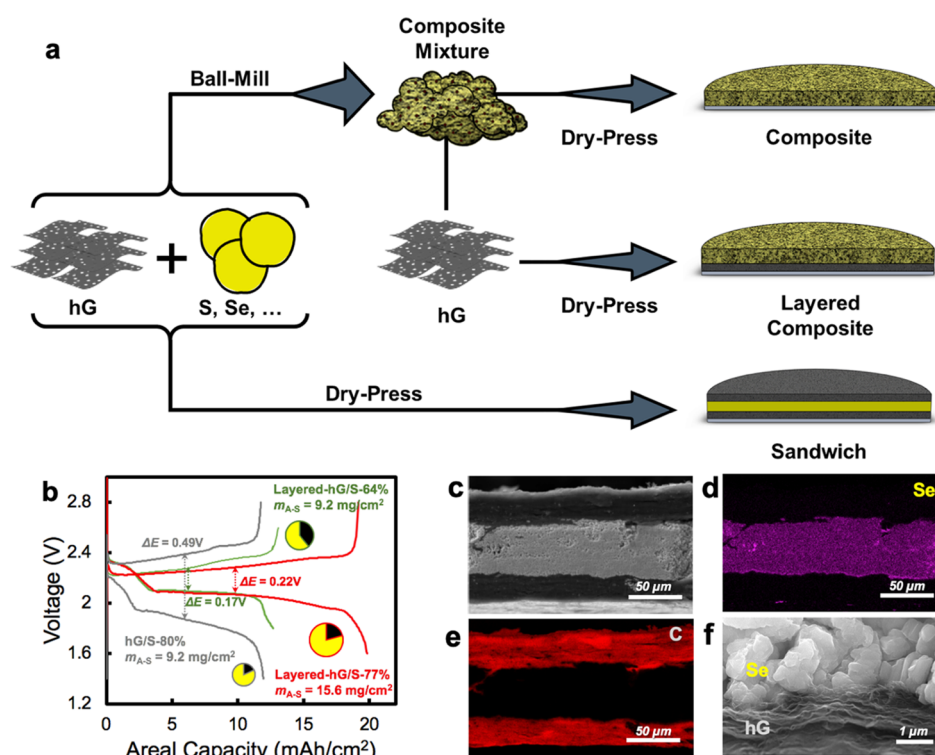 a
Composite
Mixture
Ball-Mill
Dry-Press
Composite
+
hG
S, Se, ...
hG
Dry-Press
Layered
Composite
Dry-Press
Sandwich
b
2.8
2.4
2
1.6
1.2
Voltage (V)
0
5
10
15
20
Areal Capacity (mAh/cm²)
Layered-hG/S-64%
mA-S = 9.2 mg/cm²
ΔE = 0.49V
ΔE = 0.22V
ΔE = 0.17V
hG/S-80%
mA-S = 9.2 mg/cm²
Layered-hG/S-77%
mA-S = 15.6 mg/cm²
c
50 µm
d
Se
50 µm
e
C
50 µm
f
Se
hG
1 µm